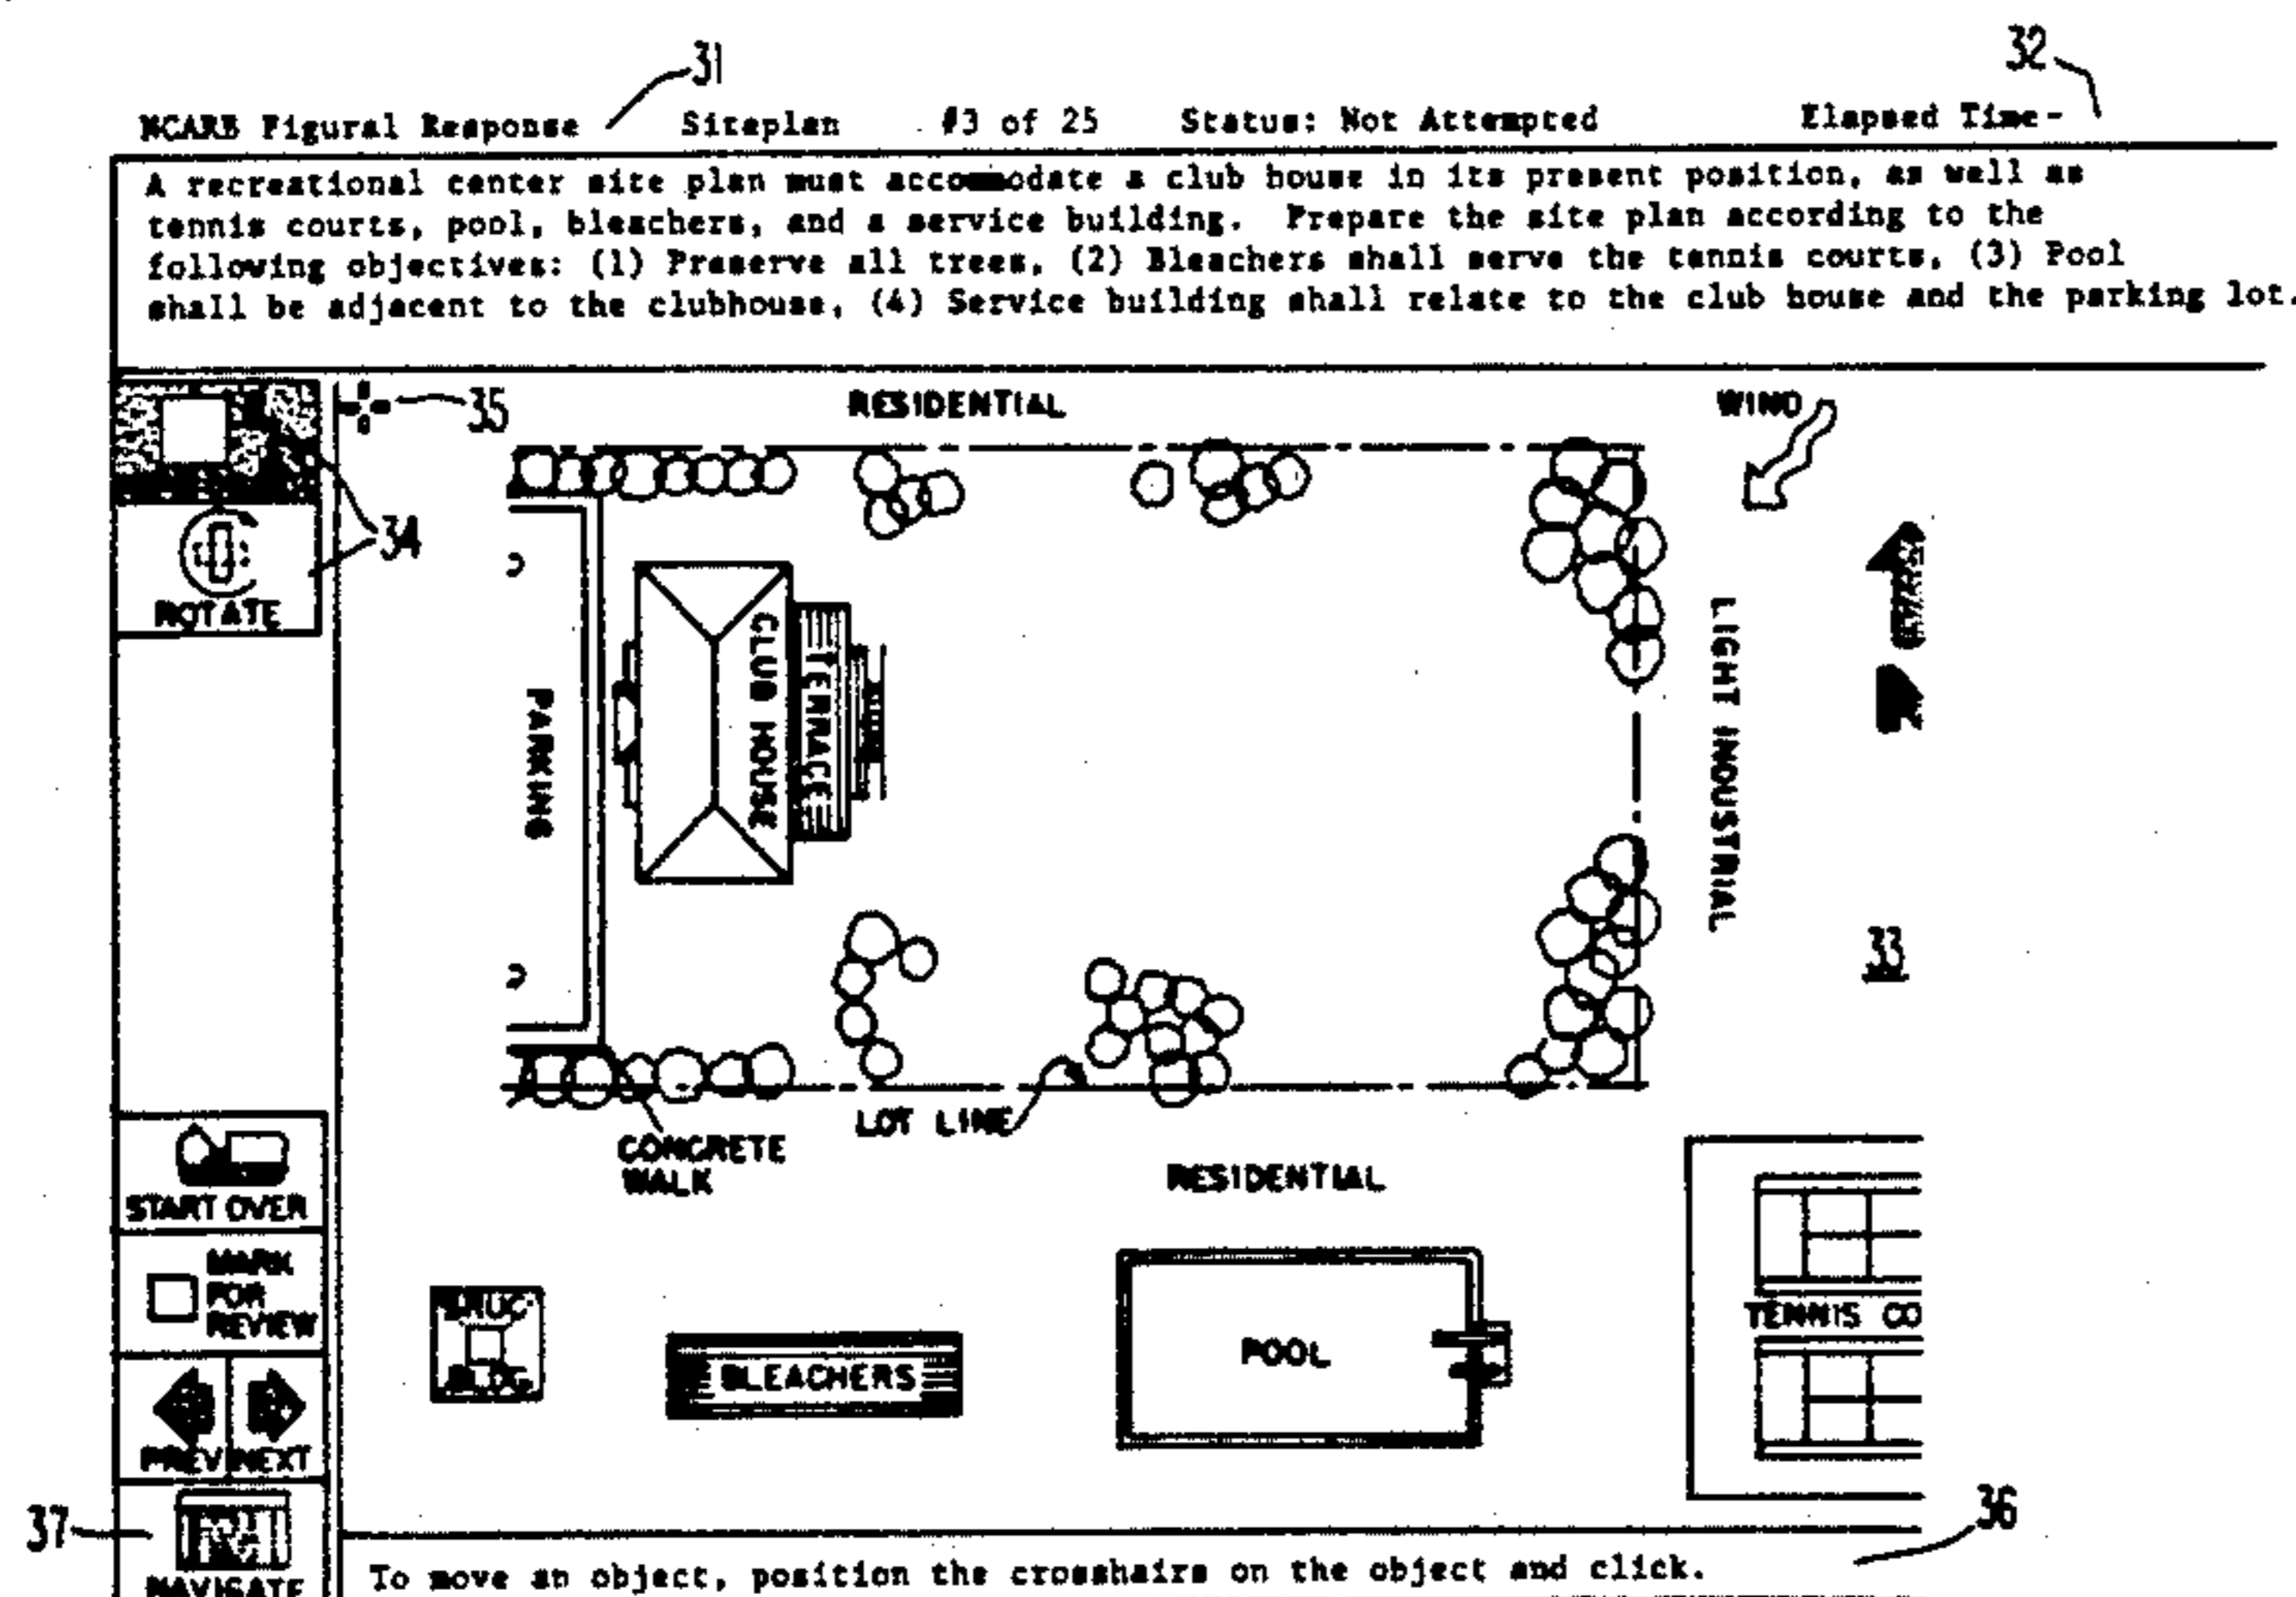 31
32
NCARB Figural Response Siteplan #3 of 25 Status: Not Attempted Elapsed Time-
A recreational center site plan must accommodate a club house in its present position, as well as
tennis courts, pool, bleachers, and a service building. Prepare the site plan according to the
following objectives: (1) Preserve all trees, (2) Bleachers shall serve the tennis courts, (3) Pool
shall be adjacent to the clubhouse, (4) Service building shall relate to the club house and the parking lot.
35
RESIDENTIAL
WIND
34
ROTATE
PARKING
CLUB HOUSE
TERRACE
LIGHT INDUSTRIAL
33
LOT LINE
CONCRETE
WALK
RESIDENTIAL
START OVER
MARK
FOR
REVIEW
BLDG
BLEACHERS
POOL
TENNIS CO
PREV NEXT
37
NAVIGATE
36
To move an object, position the crosshairs on the object and click.